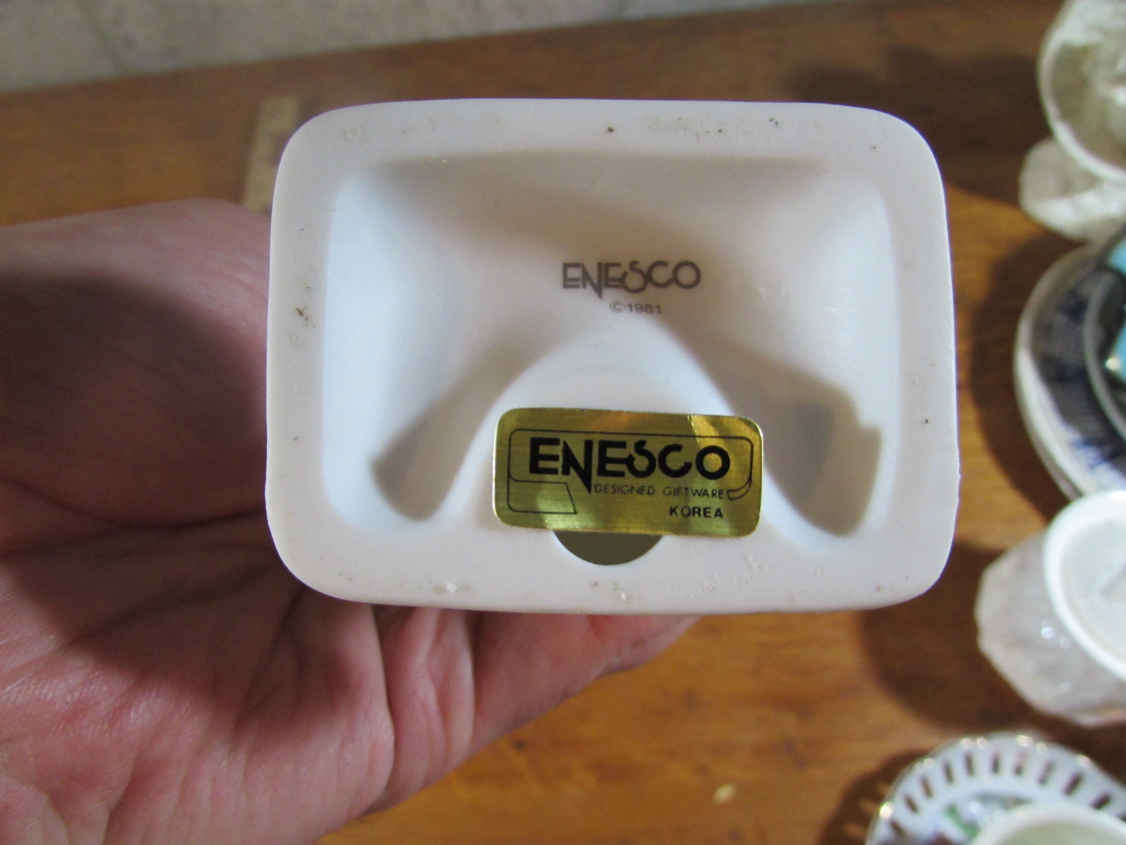 ENESCO
©1981
ENESCO
DESIGNED GIFTWARE
KOREA